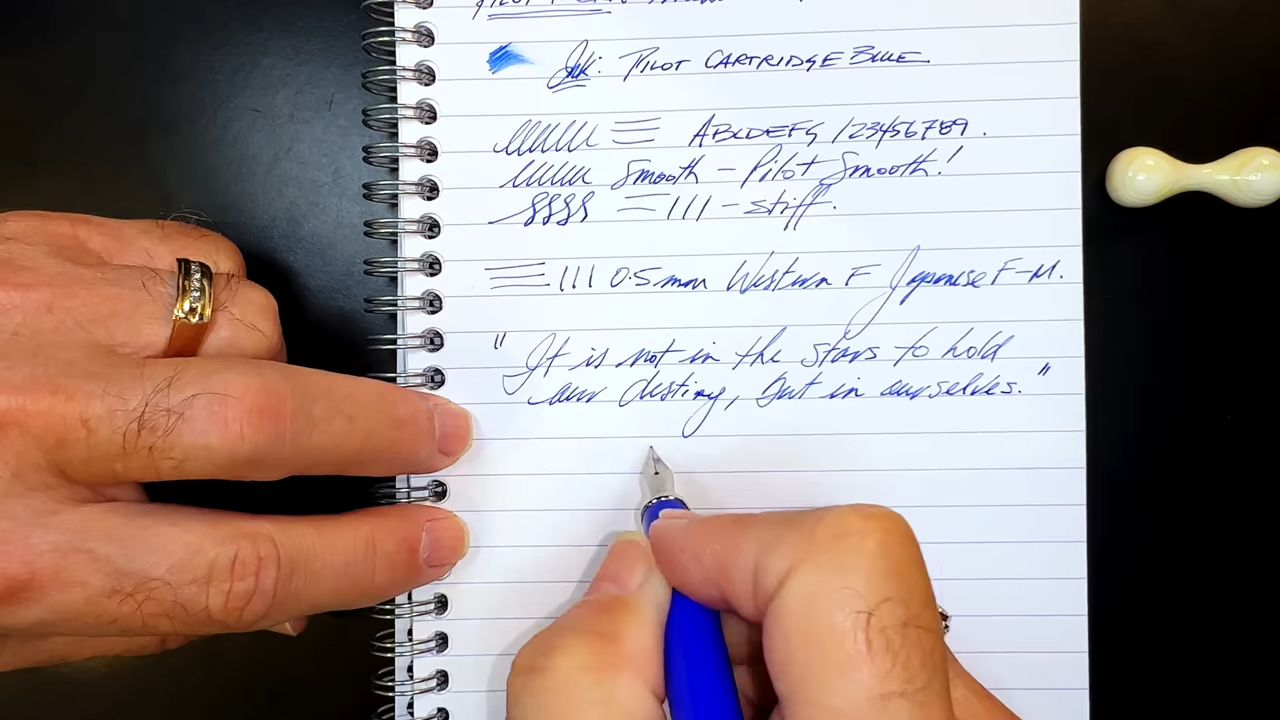 Ink: PILOT CARTRIDGE BLUE
ABCDEFG 123456789.
Smooth - Pilot Smooth!
- stiff.
0.5mm Western F Japanese F-M.
"It is not in the stars to hold
our destiny, but in ourselves."